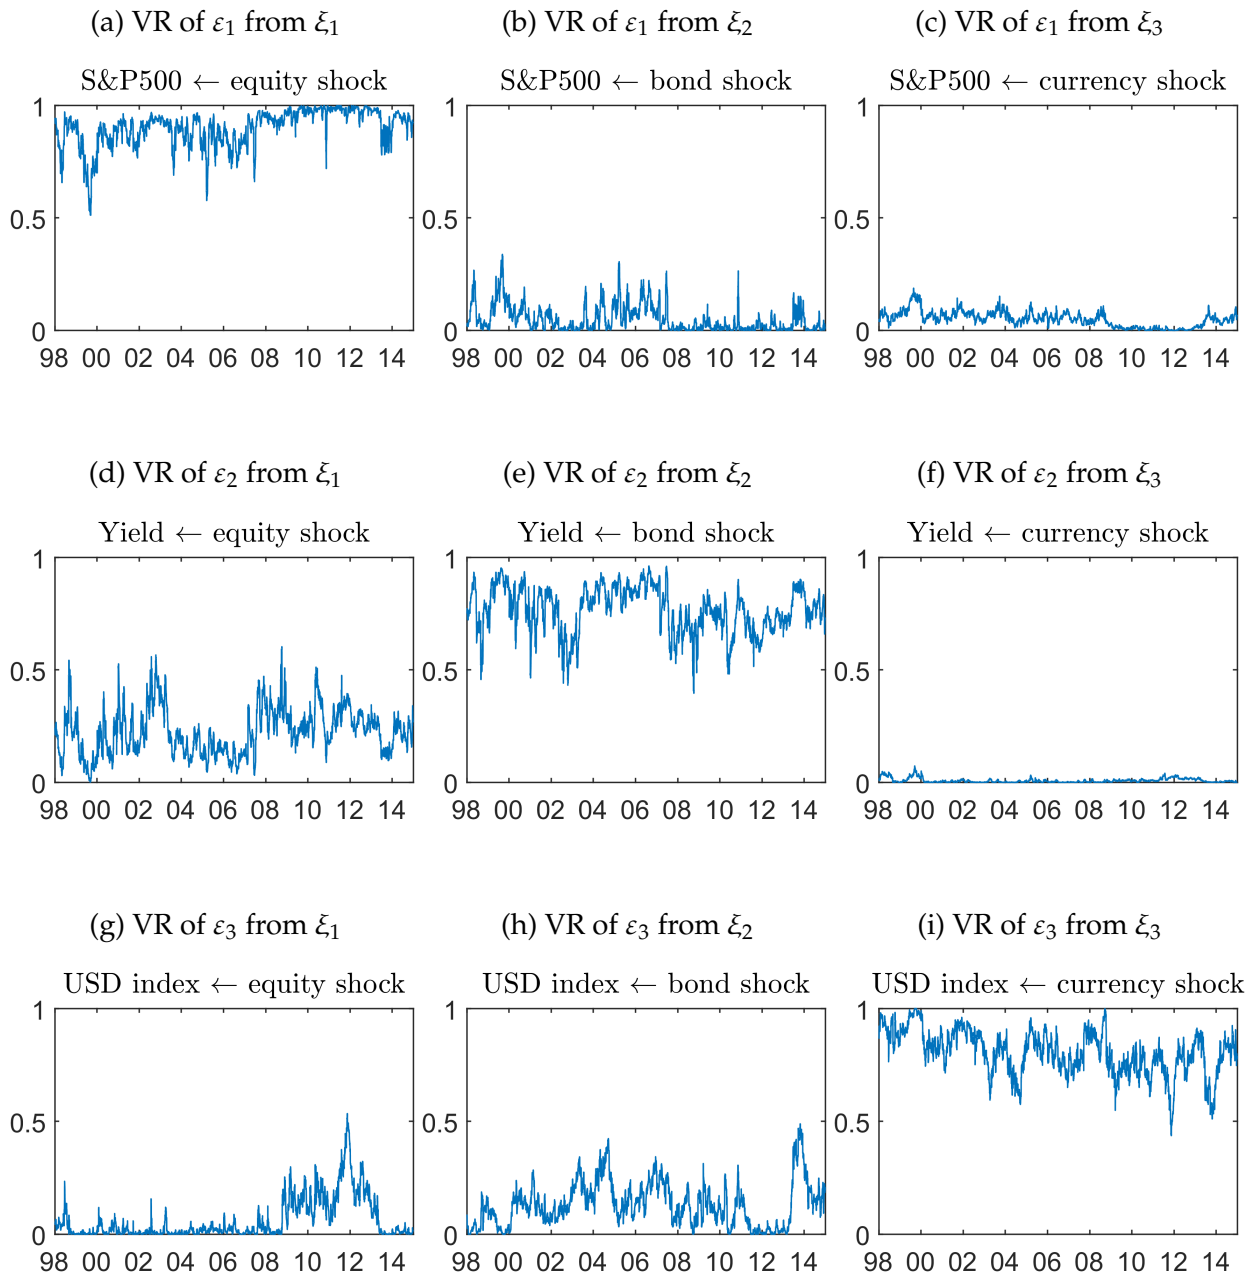 (a) VR of ε1 from ξ1
(b) VR of ε1 from ξ2
(c) VR of ε1 from ξ3
S&P500 ← equity shock
S&P500 ← bond shock
S&P500 ← currency shock
1
0.5
0
98 00 02 04 06 08 10 12 14
1
0.5
0
98 00 02 04 06 08 10 12 14
1
0.5
0
98 00 02 04 06 08 10 12 14
(d) VR of ε2 from ξ1
(e) VR of ε2 from ξ2
(f) VR of ε2 from ξ3
Yield ← equity shock
Yield ← bond shock
Yield ← currency shock
1
0.5
0
98 00 02 04 06 08 10 12 14
1
0.5
0
98 00 02 04 06 08 10 12 14
1
0.5
0
98 00 02 04 06 08 10 12 14
(g) VR of ε3 from ξ1
(h) VR of ε3 from ξ2
(i) VR of ε3 from ξ3
USD index ← equity shock
USD index ← bond shock
USD index ← currency shock
1
0.5
0
98 00 02 04 06 08 10 12 14
1
0.5
0
98 00 02 04 06 08 10 12 14
1
0.5
0
98 00 02 04 06 08 10 12 14